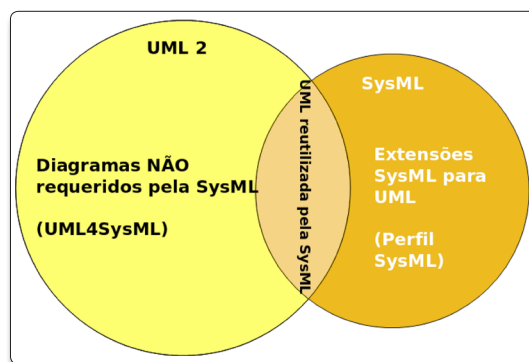 UML 2
Diagramas NÃO
requeridos pela SysML
(UML4SysML)
UML reutilizada pela SysML
SysML
Extensões
SysML para
UML
(Perfil
SysML)